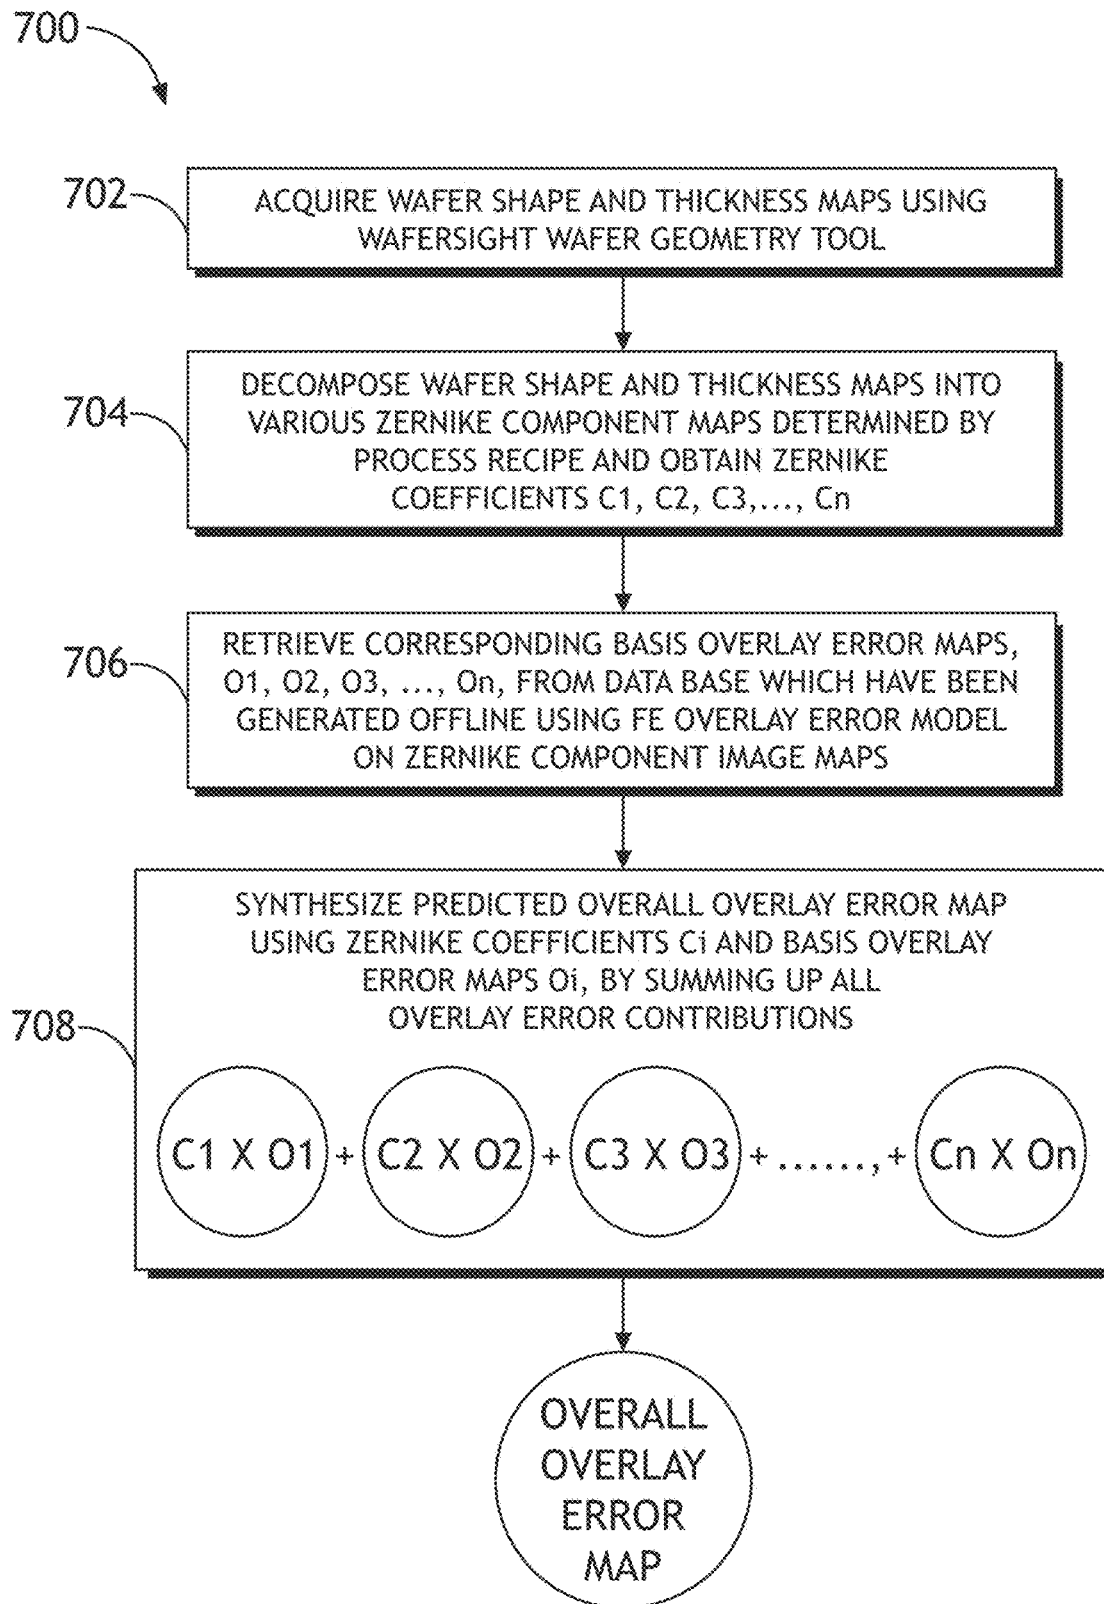 700
702
ACQUIRE WAFER SHAPE AND THICKNESS MAPS USING
WAFERSIGHT WAFER GEOMETRY TOOL
704
DECOMPOSE WAFER SHAPE AND THICKNESS MAPS INTO
VARIOUS ZERNIKE COMPONENT MAPS DETERMINED BY
PROCESS RECIPE AND OBTAIN ZERNIKE
COEFFICIENTS C1, C2, C3,..., Cn
706
RETRIEVE CORRESPONDING BASIS OVERLAY ERROR MAPS,
O1, O2, O3, ..., On, FROM DATA BASE WHICH HAVE BEEN
GENERATED OFFLINE USING FE OVERLAY ERROR MODEL
ON ZERNIKE COMPONENT IMAGE MAPS
708
SYNTHESIZE PREDICTED OVERALL OVERLAY ERROR MAP
USING ZERNIKE COEFFICIENTS Ci AND BASIS OVERLAY
ERROR MAPS Oi, BY SUMMING UP ALL
OVERLAY ERROR CONTRIBUTIONS
C1 X O1 + C2 X O2 + C3 X O3 + ......, + Cn X On
OVERALL
OVERLAY
ERROR
MAP